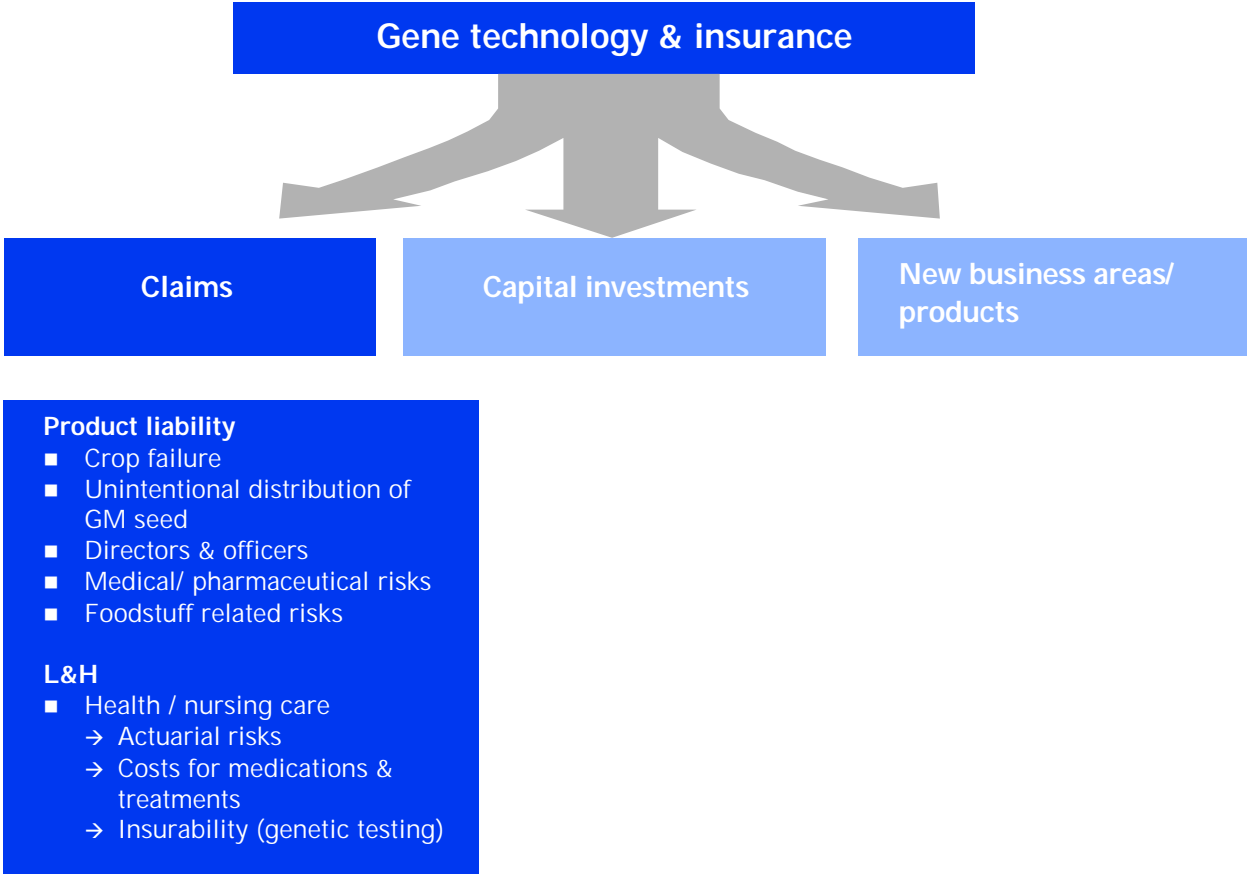 Gene technology & insurance
Claims
Capital investments
New business areas/
products
Product liability
■ Crop failure
■ Unintentional distribution of
GM seed
■ Directors & officers
■ Medical/ pharmaceutical risks
■ Foodstuff related risks
L&H
■ Health / nursing care
→ Actuarial risks
→ Costs for medications &
treatments
→ Insurability (genetic testing)